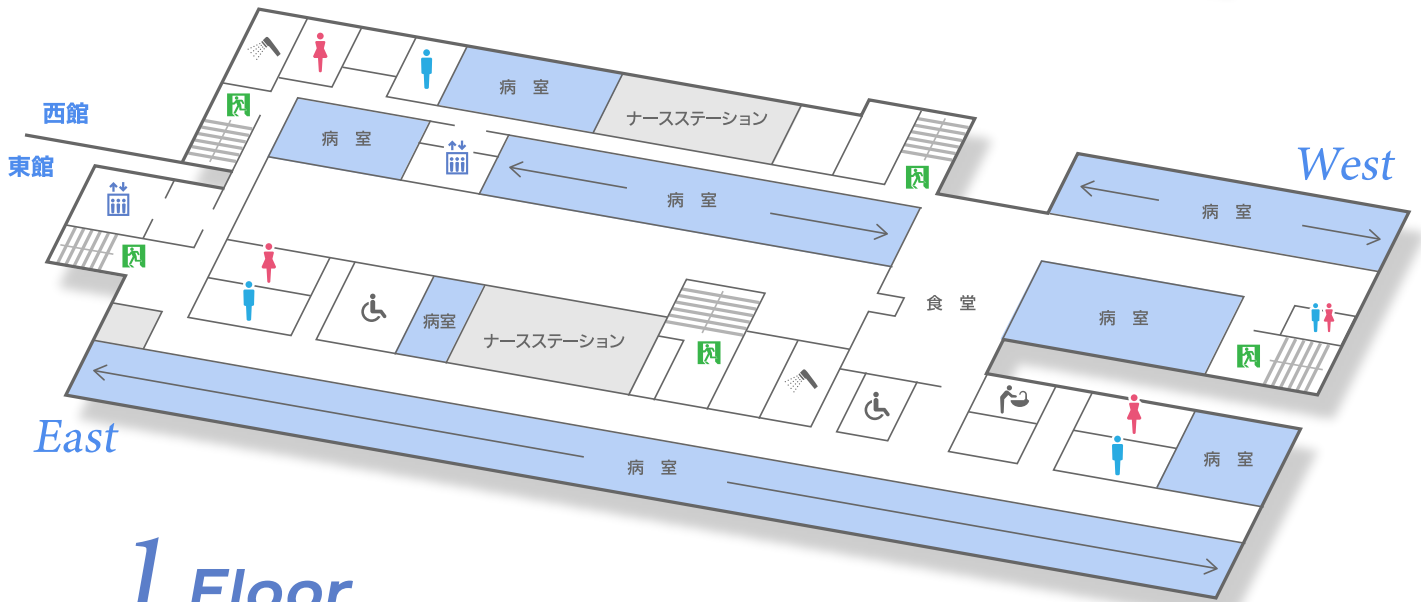 病 室
ナースステーション
西館
東館
病 室
West
病 室
病 室
食 堂
病 室
病室
ナースステーション
East
病 室
病 室
1 Floor